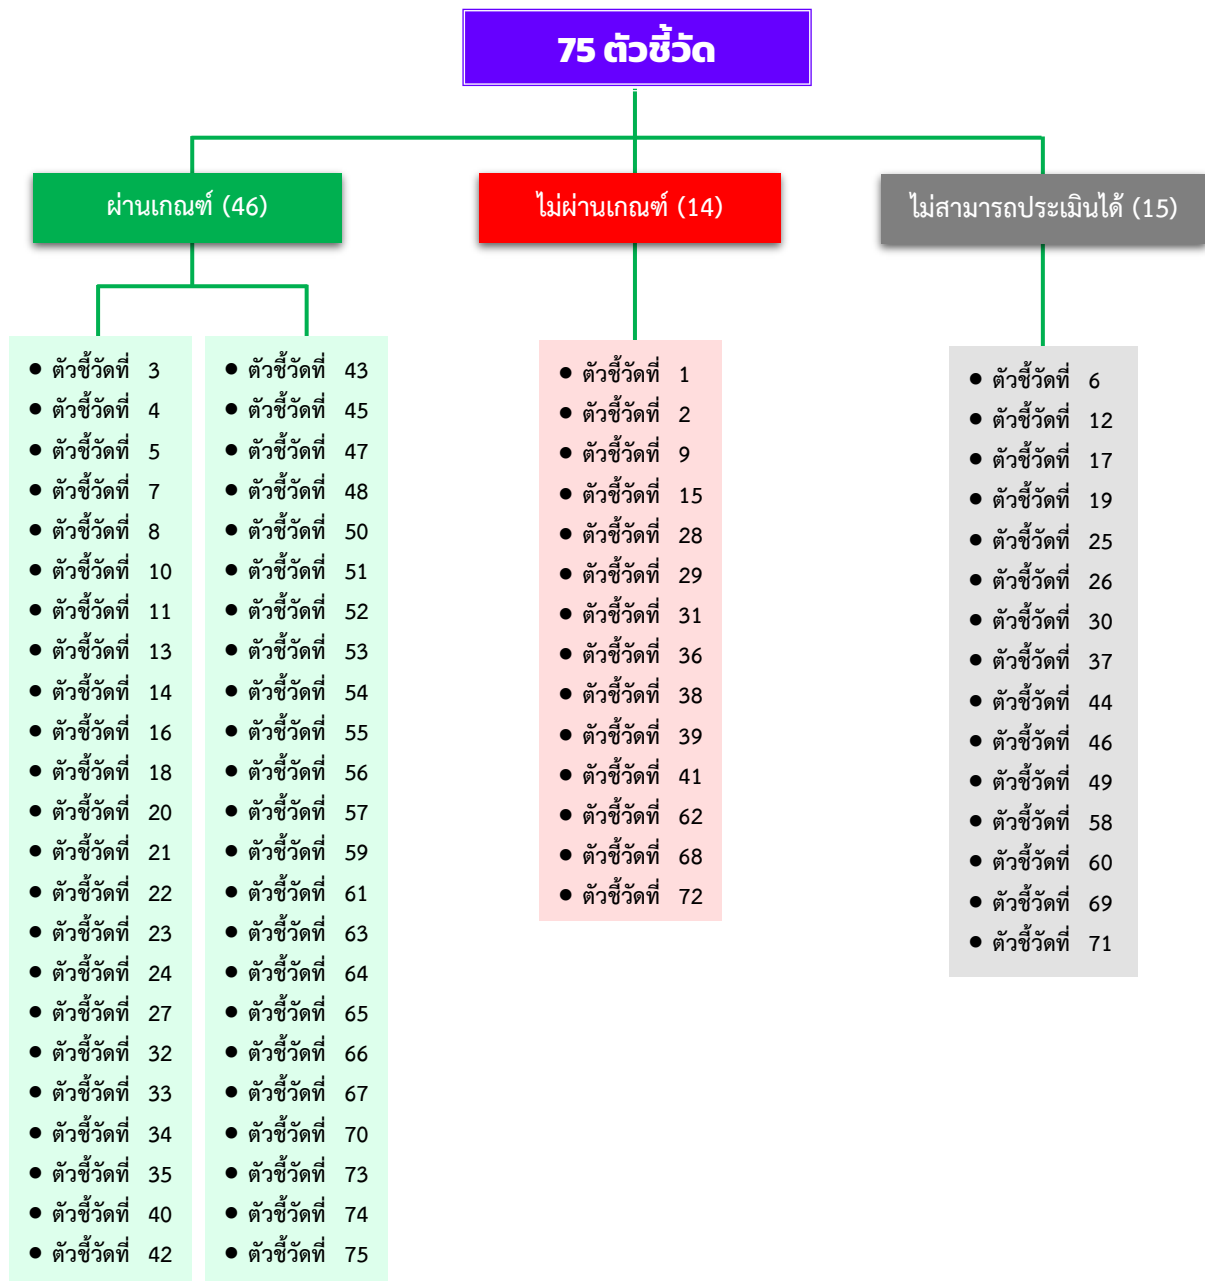 75 ตัวชี้วัด
ผ่านเกณฑ์ (46)
● ตัวชี้วัดที่ 3
● ตัวชี้วัดที่ 4
● ตัวชี้วัดที่ 5
● ตัวชี้วัดที่ 7
● ตัวชี้วัดที่ 8
● ตัวชี้วัดที่ 10
● ตัวชี้วัดที่ 11
● ตัวชี้วัดที่ 13
● ตัวชี้วัดที่ 14
● ตัวชี้วัดที่ 16
● ตัวชี้วัดที่ 18
● ตัวชี้วัดที่ 20
● ตัวชี้วัดที่ 21
● ตัวชี้วัดที่ 22
● ตัวชี้วัดที่ 23
● ตัวชี้วัดที่ 24
● ตัวชี้วัดที่ 27
● ตัวชี้วัดที่ 32
● ตัวชี้วัดที่ 33
● ตัวชี้วัดที่ 34
● ตัวชี้วัดที่ 35
● ตัวชี้วัดที่ 40
● ตัวชี้วัดที่ 42
● ตัวชี้วัดที่ 43
● ตัวชี้วัดที่ 45
● ตัวชี้วัดที่ 47
● ตัวชี้วัดที่ 48
● ตัวชี้วัดที่ 50
● ตัวชี้วัดที่ 51
● ตัวชี้วัดที่ 52
● ตัวชี้วัดที่ 53
● ตัวชี้วัดที่ 54
● ตัวชี้วัดที่ 55
● ตัวชี้วัดที่ 56
● ตัวชี้วัดที่ 57
● ตัวชี้วัดที่ 59
● ตัวชี้วัดที่ 61
● ตัวชี้วัดที่ 63
● ตัวชี้วัดที่ 64
● ตัวชี้วัดที่ 65
● ตัวชี้วัดที่ 66
● ตัวชี้วัดที่ 67
● ตัวชี้วัดที่ 70
● ตัวชี้วัดที่ 73
● ตัวชี้วัดที่ 74
● ตัวชี้วัดที่ 75
ไม่ผ่านเกณฑ์ (14)
● ตัวชี้วัดที่ 1
● ตัวชี้วัดที่ 2
● ตัวชี้วัดที่ 9
● ตัวชี้วัดที่ 15
● ตัวชี้วัดที่ 28
● ตัวชี้วัดที่ 29
● ตัวชี้วัดที่ 31
● ตัวชี้วัดที่ 36
● ตัวชี้วัดที่ 38
● ตัวชี้วัดที่ 39
● ตัวชี้วัดที่ 41
● ตัวชี้วัดที่ 62
● ตัวชี้วัดที่ 68
● ตัวชี้วัดที่ 72
ไม่สามารถประเมินได้ (15)
● ตัวชี้วัดที่ 6
● ตัวชี้วัดที่ 12
● ตัวชี้วัดที่ 17
● ตัวชี้วัดที่ 19
● ตัวชี้วัดที่ 25
● ตัวชี้วัดที่ 26
● ตัวชี้วัดที่ 30
● ตัวชี้วัดที่ 37
● ตัวชี้วัดที่ 44
● ตัวชี้วัดที่ 46
● ตัวชี้วัดที่ 49
● ตัวชี้วัดที่ 58
● ตัวชี้วัดที่ 60
● ตัวชี้วัดที่ 69
● ตัวชี้วัดที่ 71